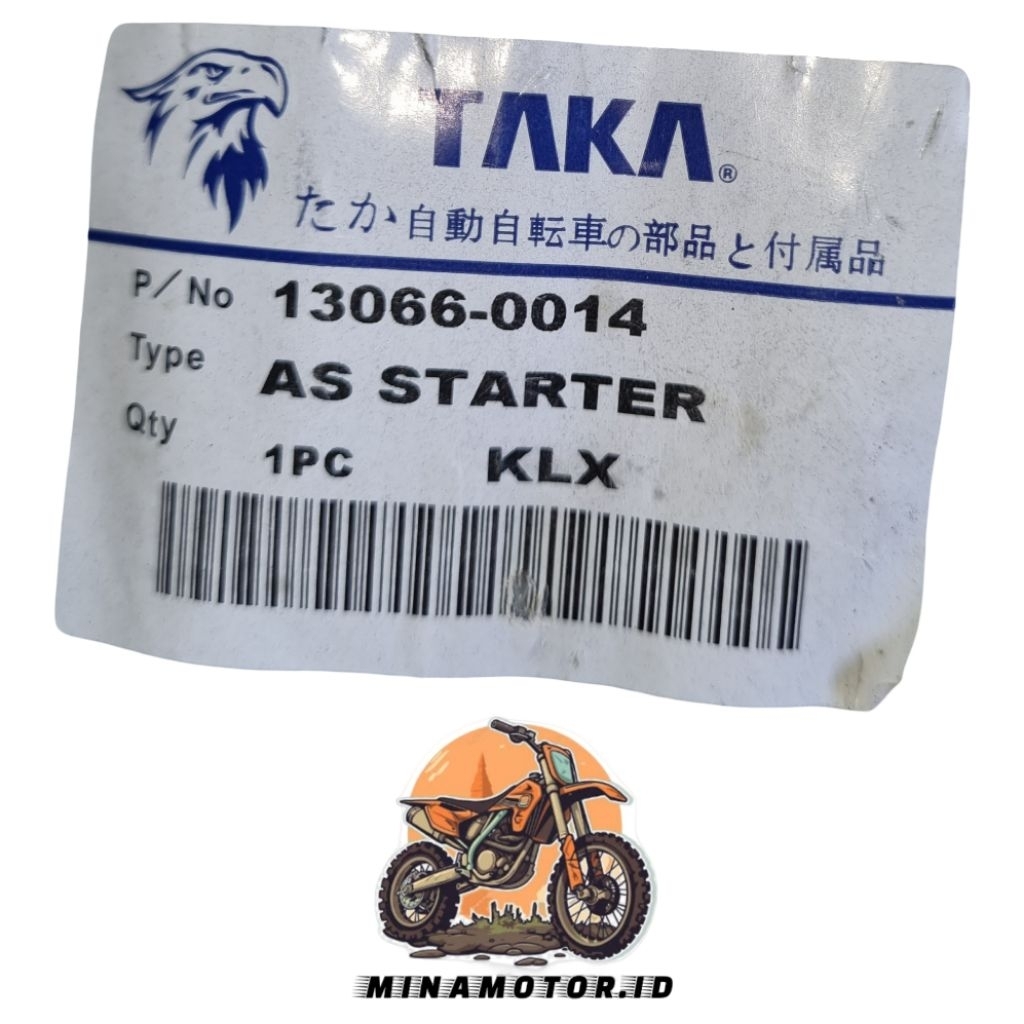 TAKA®
たか自動自転車の部品と付属品
P/No 13066-0014
Type AS STARTER
Qty 1PC KLX
MINAMOTOR.ID